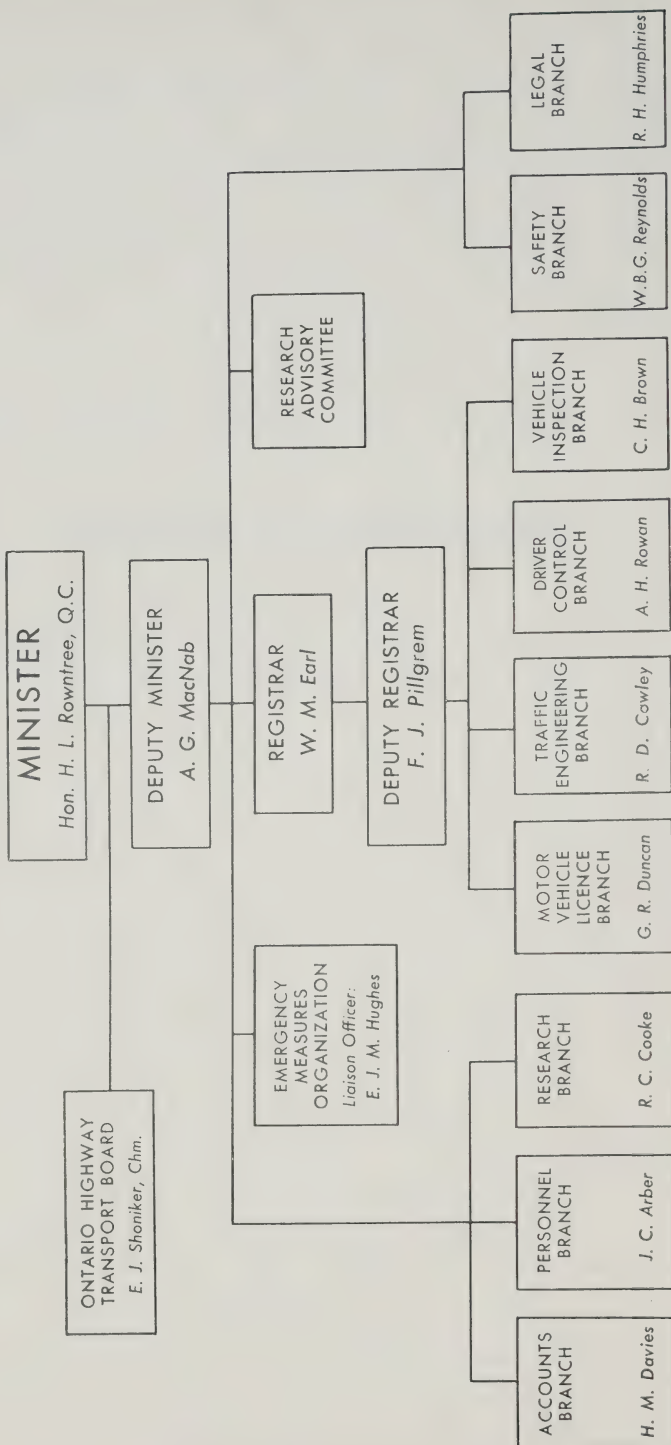 MINISTER
Hon. H. L. Rowntree, Q.C.
ONTARIO HIGHWAY
TRANSPORT BOARD
E. J. Shoniker, Chm.
DEPUTY MINISTER
A. G. MacNab
EMERGENCY
MEASURES
ORGANIZATION
Liaison Officer:
E. J. M. Hughes
REGISTRAR
W. M. Earl
RESEARCH
ADVISORY
COMMITTEE
DEPUTY REGISTRAR
F. J. Pillgrem
ACCOUNTS
BRANCH
H. M. Davies
PERSONNEL
BRANCH
J. C. Arber
RESEARCH
BRANCH
R. C. Cooke
MOTOR
VEHICLE
LICENCE
BRANCH
G. R. Duncan
TRAFFIC
ENGINEERING
BRANCH
R. D. Cowley
DRIVER
CONTROL
BRANCH
A. H. Rowan
VEHICLE
INSPECTION
BRANCH
C. H. Brown
SAFETY
BRANCH
W.B.G. Reynolds
LEGAL
BRANCH
R. H. Humphries